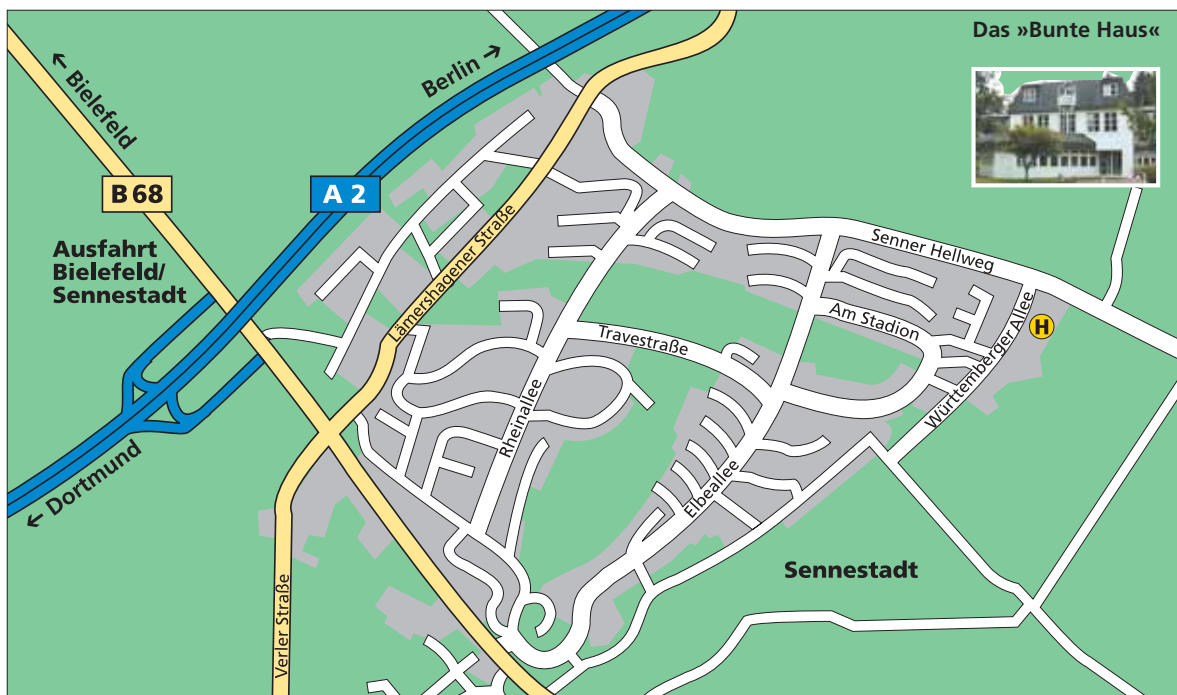 Das »Bunte Haus«
← Bielefeld
Berlin →
B 68
A 2
Ausfahrt
Bielefeld/
Sennestadt
Lämershagener Straße
Senner Hellweg
Am Stadion
Travestraße
Württemberger Allee
H
Rheinallee
Elbeallee
← Dortmund
Sennestadt
Verler Straße